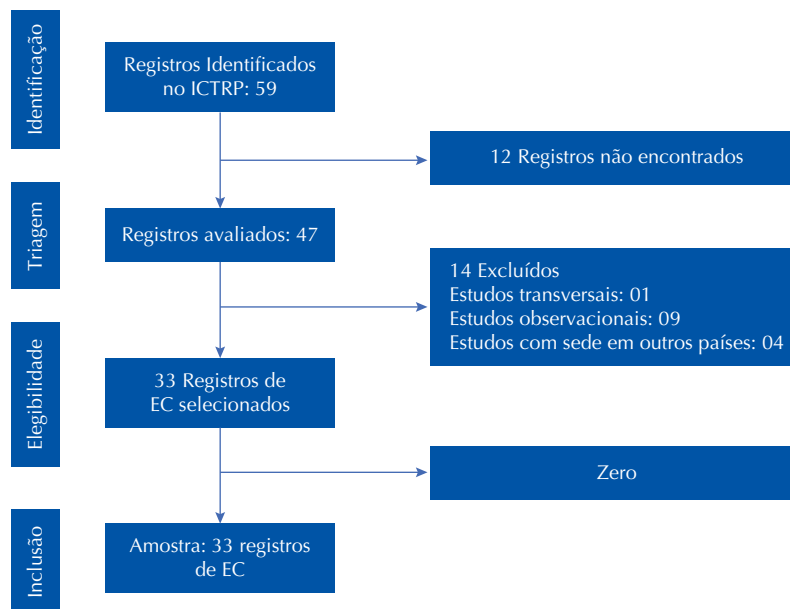 Identificação
Registros Identificados
no ICTRP: 59
12 Registros não encontrados
Triagem
Registros avaliados: 47
14 Excluídos
Estudos transversais: 01
Estudos observacionais: 09
Estudos com sede em outros países: 04
Elegibilidade
33 Registros de
EC selecionados
Zero
Inclusão
Amostra: 33 registros
de EC